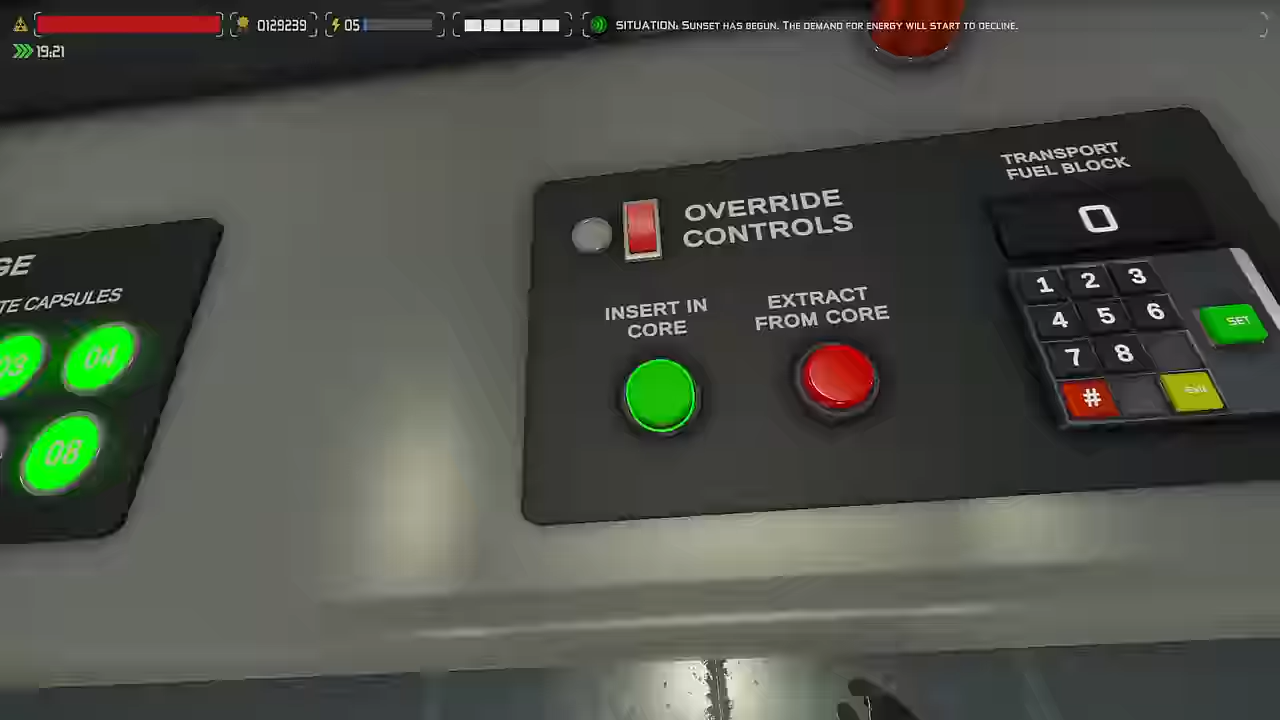 0129239
05
SITUATION: SUNSET HAS BEGUN. THE DEMAND FOR ENERGY WILL START TO DECLINE.
19:21
TRANSPORT
FUEL BLOCK
0
OVERRIDE
CONTROLS
1 2 3
4 5 6
7 8
#
SET
INSERT IN
CORE
EXTRACT
FROM CORE
GE
TE CAPSULES
03 04
08